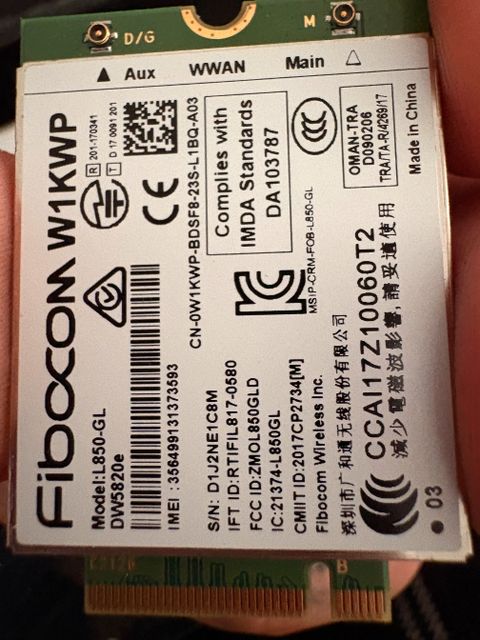 D/G
M
Aux WWAN Main
Fibocom W1KWP
R 201-170341
T D 17 0091 201
Model:L850-GL
DW5820e
IMEI : 356499131373593
CN-0W1KWP-BDSF8-23S-L1BQ-A03
CE
Complies with
IMDA Standards
DA103787
CCC
OMAN-TRA
D090206
TRA/TA-R/4269/17
Made in China
S/N: D1J2NE1C8M
IFT ID:RTIFIL817-0580
FCC ID:ZMOL850GLD
IC:21374-L850GL
CMIIT ID:2017CP2734[M]
Fibocom Wireless Inc.
深圳市广和通无线股份有限公司
MSIP-CRM-FOB-L850-GL
CCAI17Z10060T2
減少電磁波影響,請妥適使用
03
B